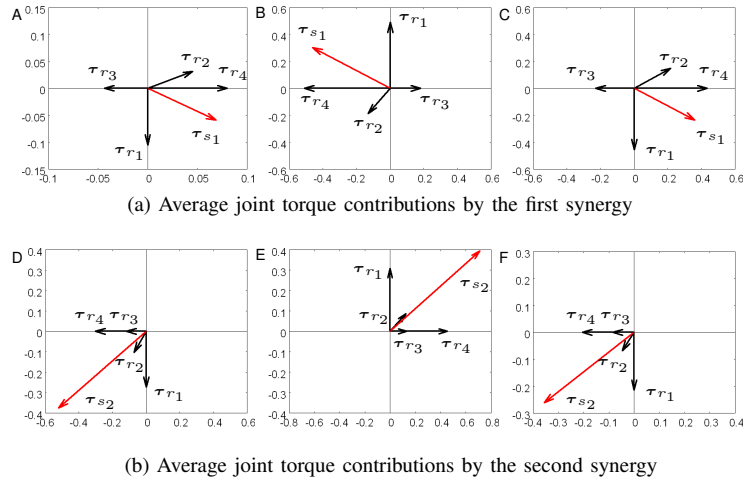 A
0.15
0.1
0.05
0
-0.05
-0.1
-0.15
-0.1 -0.05 0 0.05 0.1
τr3
τr2
τr4
τs1
τr1
B
0.6
0.4
0.2
0
-0.2
-0.4
-0.6
-0.6 -0.4 -0.2 0 0.2 0.4 0.6
τr1
τs1
τr4
τr3
τr2
C
0.6
0.4
0.2
0
-0.2
-0.4
-0.6
-0.6 -0.4 -0.2 0 0.2 0.4 0.6
τr3
τr2
τr4
τs1
τr1
(a) Average joint torque contributions by the first synergy
D
0.4
0.3
0.2
0.1
0
-0.1
-0.2
-0.3
-0.4
-0.6 -0.4 -0.2 0 0.2 0.4 0.6
τr4 τr3
τr2
τr1
τs2
E
0.4
0.3
0.2
0.1
0
-0.1
-0.2
-0.3
-0.4
-0.8 -0.6 -0.4 -0.2 0 0.2 0.4 0.6 0.8
τr1
τs2
τr2
τr3 τr4
F
0.3
0.2
0.1
0
-0.1
-0.2
-0.3
-0.4 -0.3 -0.2 -0.1 0 0.1 0.2 0.3 0.4
τr4 τr3
τr2
τr1
τs2
(b) Average joint torque contributions by the second synergy